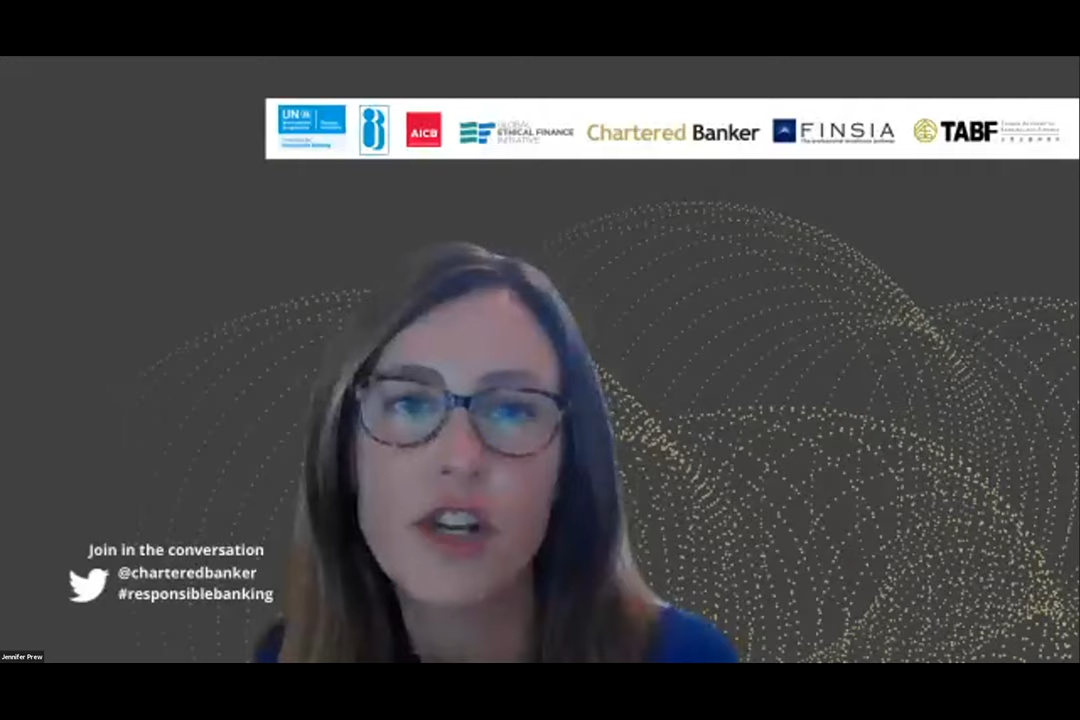 UN
AICB
GLOBAL
ETHICAL FINANCE
INITIATIVE
Chartered Banker
FINSIA
TABF
Join in the conversation
@charteredbanker
#responsiblebanking
Jennifer Prew